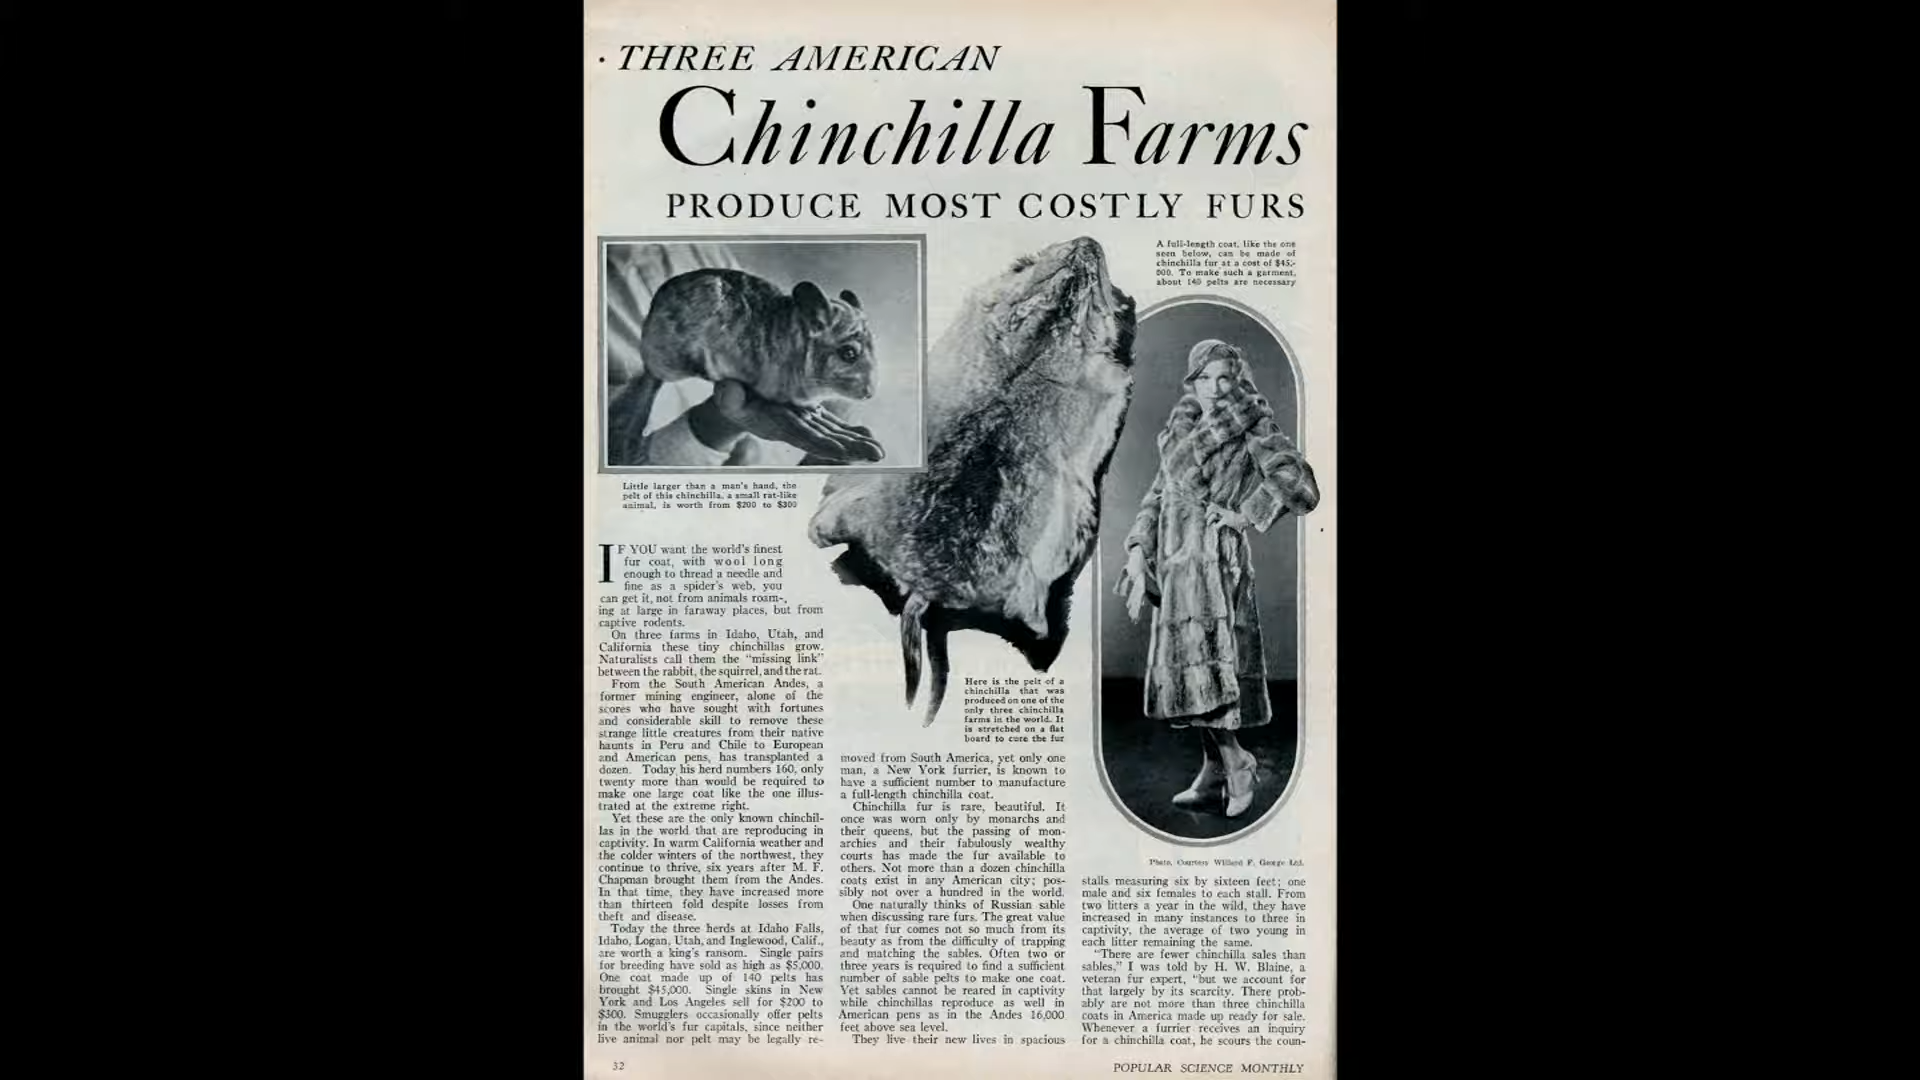 THREE AMERICAN
Chinchilla Farms
PRODUCE MOST COSTLY FURS
A full-length coat, like the one
seen below, can be made of
chinchilla fur at a cost of $45,-
000. To make such a garment,
about 140 pelts are necessary
Little larger than a man's hand, the
pelt of this chinchilla, a small rat-like
animal, is worth from $200 to $300
IF YOU want the world's finest
fur coat, with wool long
enough to thread a needle and
fine as a spider's web, you
can get it, not from animals roam-
ing at large in faraway places, but from
captive rodents.
On three farms in Idaho, Utah, and
California these tiny chinchillas grow.
Naturalists call them the "missing link"
between the rabbit, the squirrel, and the rat.
From the South American Andes, a
former mining engineer, alone of the
scores who have sought with fortunes
and considerable skill to remove these
strange little creatures from their native
haunts in Peru and Chile to European
and American pens, has transplanted a
dozen. Today his herd numbers 160, only
twenty more than would be required to
make one large coat like the one illus-
trated at the extreme right.
Yet these are the only known chinchil-
las in the world that are reproducing in
captivity. In warm California weather and
the colder winters of the northwest, they
continue to thrive, six years after M. F.
Chapman brought them from the Andes.
In that time, they have increased more
than thirteen fold despite losses from
theft and disease.
Today the three herds at Idaho Falls,
Idaho, Logan, Utah, and Inglewood, Calif.,
are worth a king's ransom. Single pairs
for breeding have sold as high as $5,000.
One coat made up of 140 pelts has
brought $45,000. Single skins in New
York and Los Angeles sell for $200 to
$300. Smugglers occasionally offer pelts
in the world's fur capitals, since neither
live animal nor pelt may be legally re-
Here is the pelt of a
chinchilla that was
produced on one of the
only three chinchilla
farms in the world. It
is stretched on a flat
board to cure the fur
moved from South America, yet only one
man, a New York furrier, is known to
have a sufficient number to manufacture
a full-length chinchilla coat.
Chinchilla fur is rare, beautiful. It
once was worn only by monarchs and
their queens, but the passing of mon-
archies and their fabulously wealthy
courts has made the fur available to
others. Not more than a dozen chinchilla
coats exist in any American city; pos-
sibly not over a hundred in the world.
One naturally thinks of Russian sable
when discussing rare furs. The great value
of that fur comes not so much from its
beauty as from the difficulty of trapping
and matching the sables. Often two or
three years is required to find a sufficient
number of sable pelts to make one coat.
Yet sables cannot be reared in captivity
while chinchillas reproduce as well in
American pens as in the Andes 16,000
feet above sea level.
They live their new lives in spacious
Photo, Courtesy Willard F. George Ltd.
stalls measuring six by sixteen feet; one
male and six females to each stall. From
two litters a year in the wild, they have
increased in many instances to three in
captivity, the average of two young in
each litter remaining the same.
"There are fewer chinchilla sales than
sables," I was told by H. W. Blaine, a
veteran fur expert, "but we account for
that largely by its scarcity. There prob-
ably are not more than three chinchilla
coats in America made up ready for sale.
Whenever a furrier receives an inquiry
for a chinchilla coat, he scours the coun-
32
POPULAR SCIENCE MONTHLY